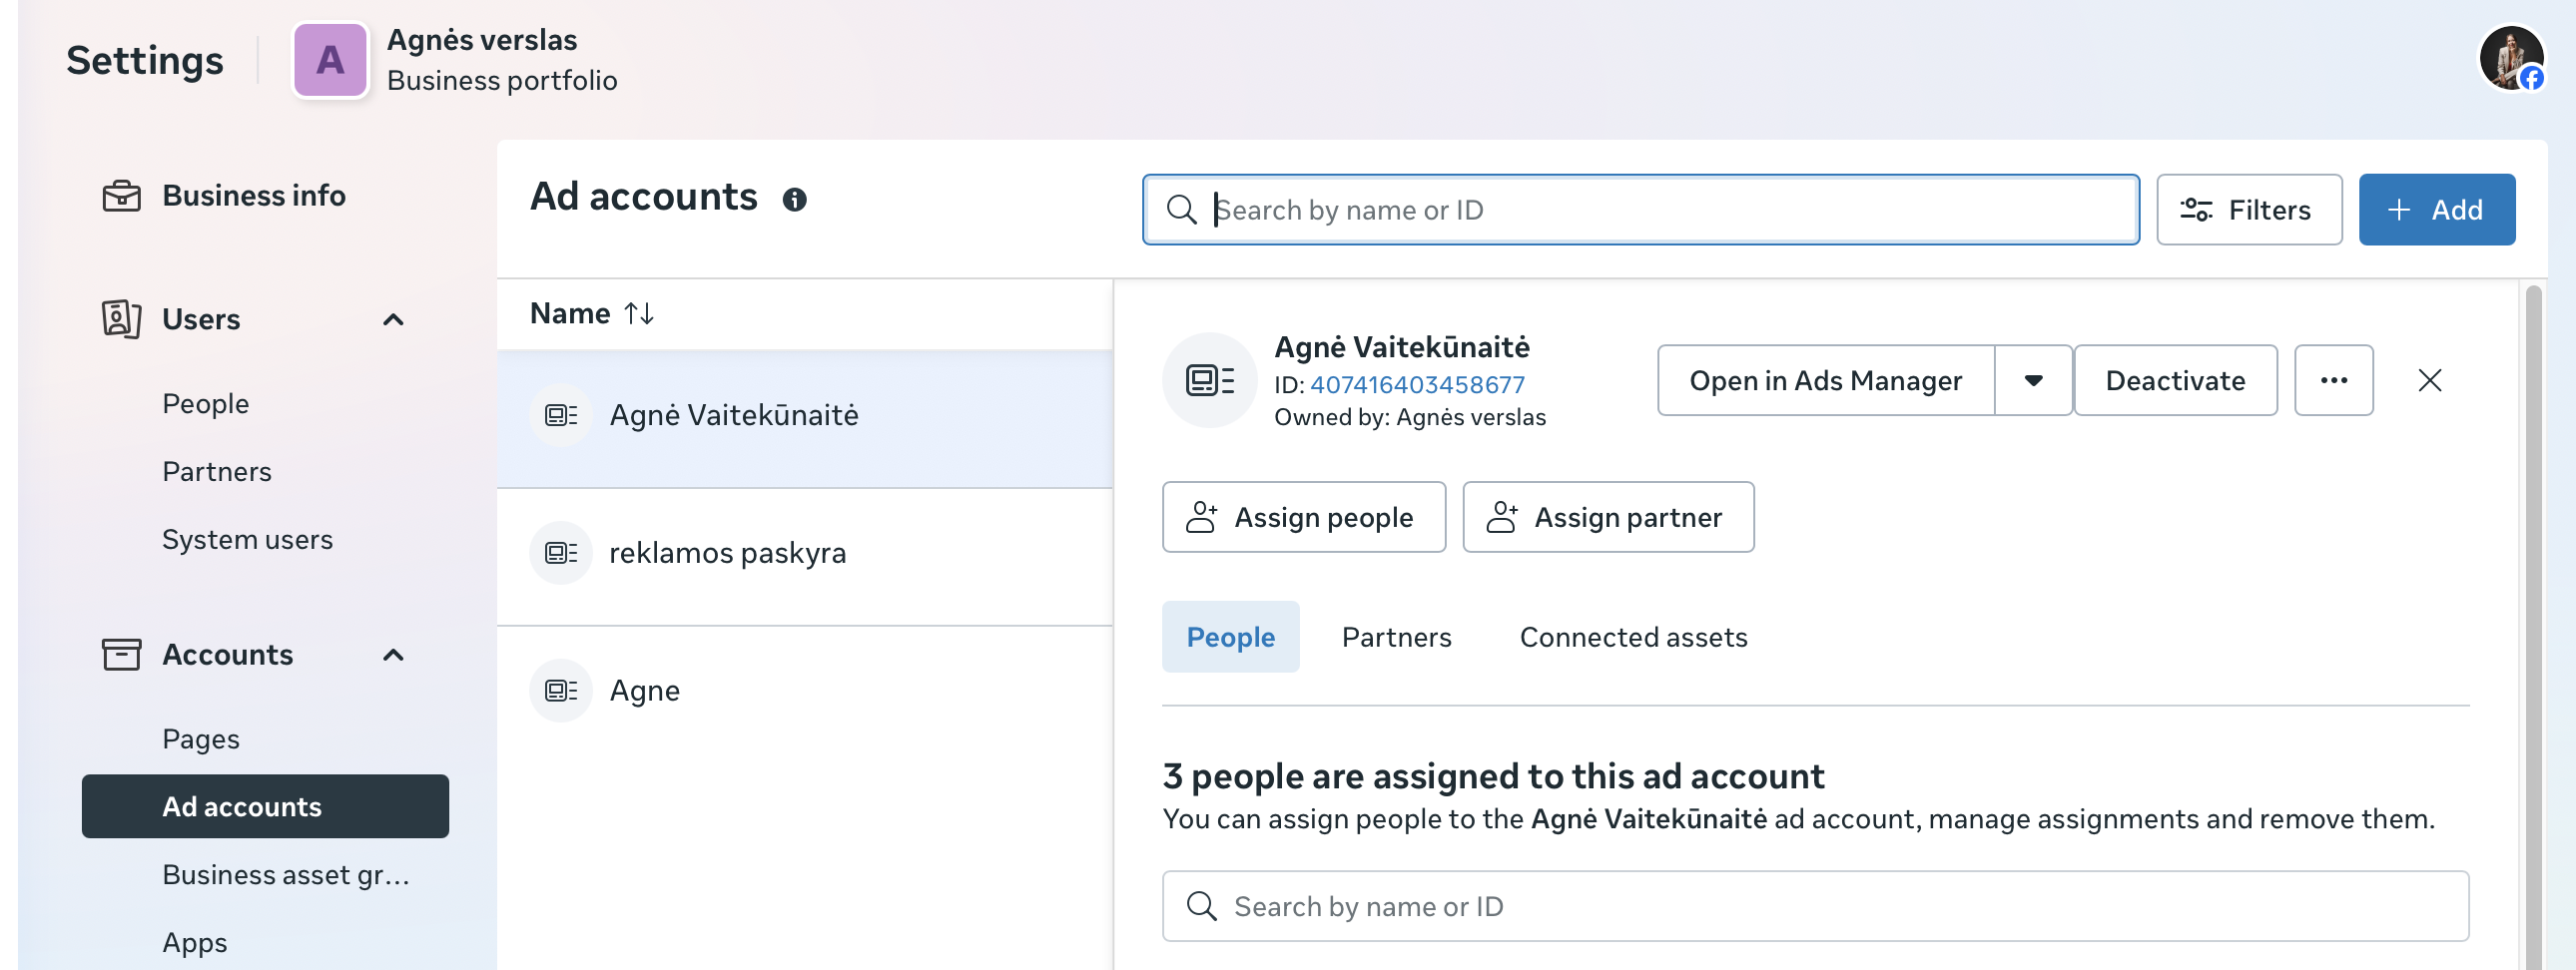 Settings
A
Agnės verslas
Business portfolio
Business info
Users
People
Partners
System users
Accounts
Pages
Ad accounts
Business asset gr...
Apps
Ad accounts
Search by name or ID
Filters
+ Add
Name
Agnė Vaitekūnaitė
reklamos paskyra
Agne
Agnė Vaitekūnaitė
ID: 407416403458677
Owned by: Agnės verslas
Open in Ads Manager
Deactivate
Assign people
Assign partner
People
Partners
Connected assets
3 people are assigned to this ad account
You can assign people to the Agnė Vaitekūnaitė ad account, manage assignments and remove them.
Search by name or ID